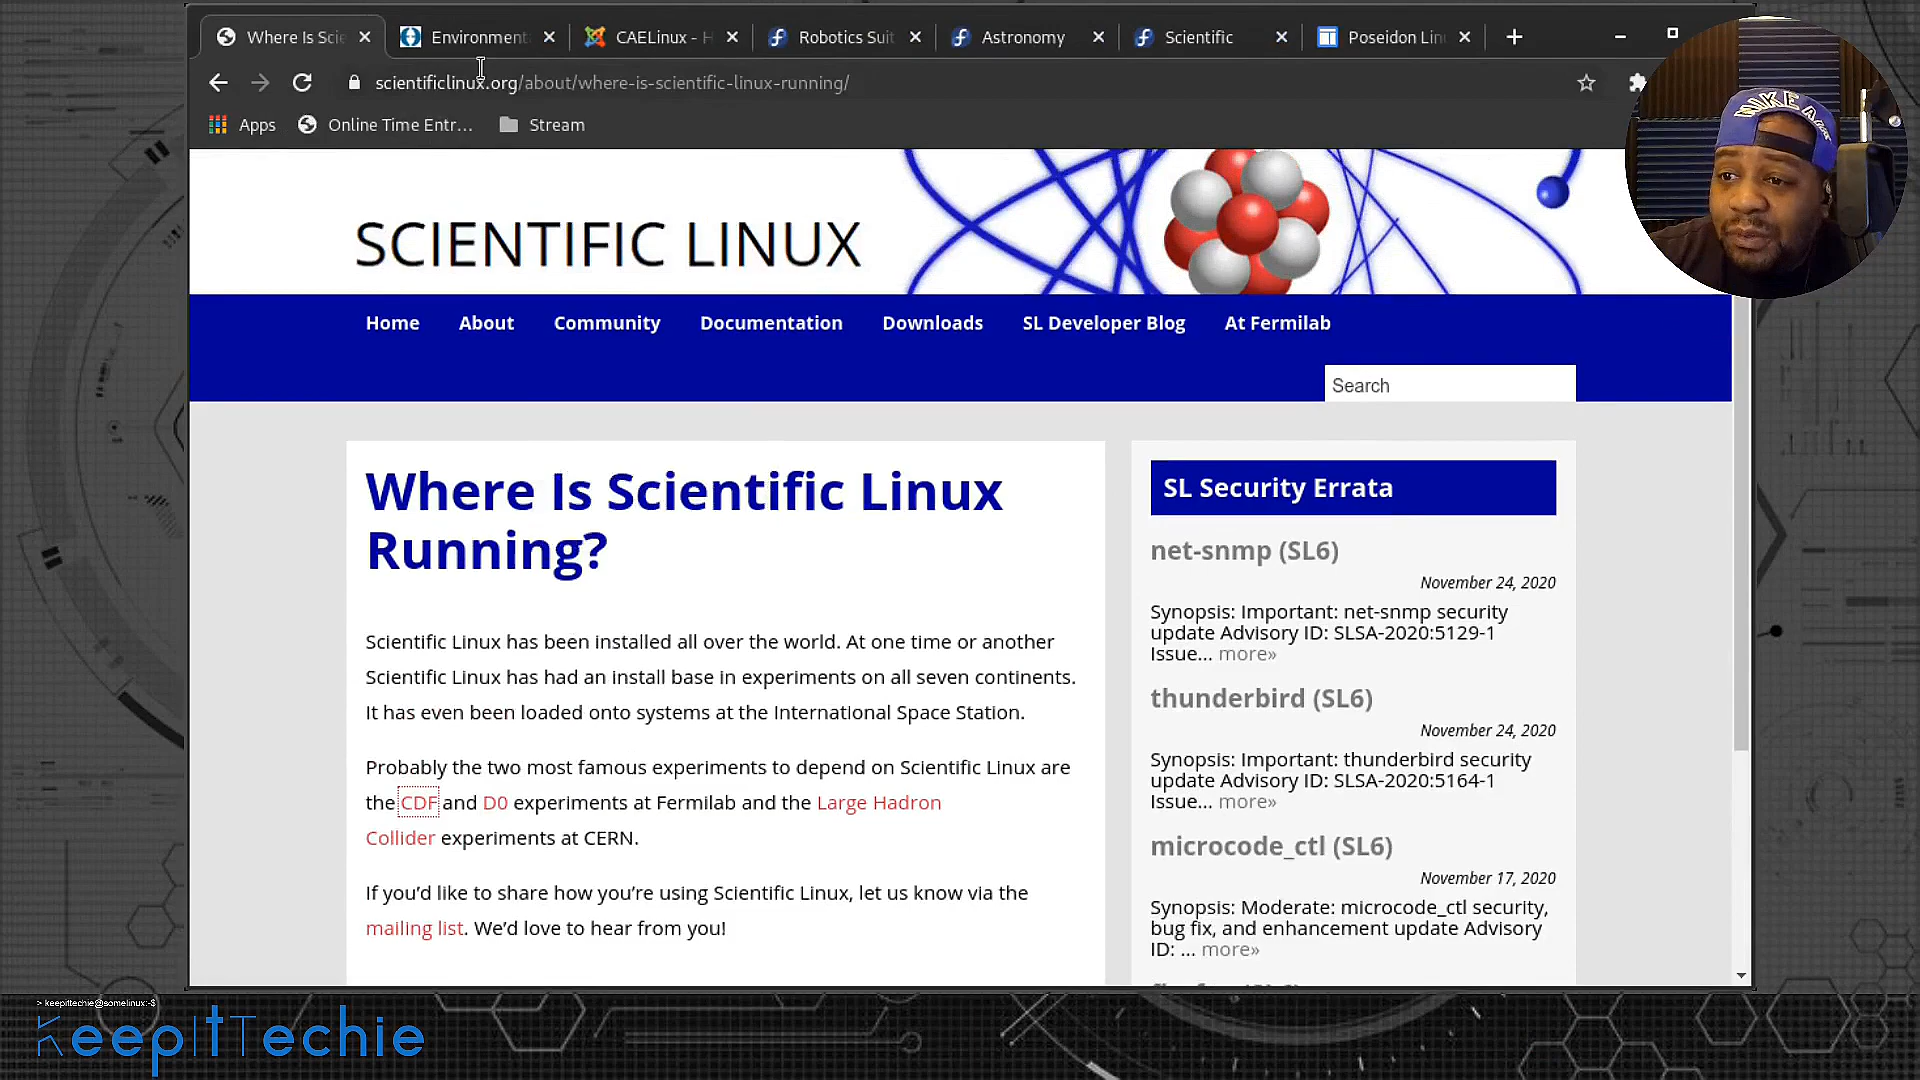 Where Is Scie
Environment
CAELinux - H
Robotics Suit
Astronomy
Scientific
Poseidon Linu
scientificlinux.org/about/where-is-scientific-linux-running/
Apps
Online Time Entr...
Stream
SCIENTIFIC LINUX
Home
About
Community
Documentation
Downloads
SL Developer Blog
At Fermilab
Search
Where Is Scientific Linux
Running?
Scientific Linux has been installed all over the world. At one time or another
Scientific Linux has had an install base in experiments on all seven continents.
It has even been loaded onto systems at the International Space Station.
Probably the two most famous experiments to depend on Scientific Linux are
the CDF and D0 experiments at Fermilab and the Large Hadron
Collider experiments at CERN.
If you’d like to share how you’re using Scientific Linux, let us know via the
mailing list. We’d love to hear from you!
SL Security Errata
net-snmp (SL6)
November 24, 2020
Synopsis: Important: net-snmp security
update Advisory ID: SLSA-2020:5129-1
Issue... more»
thunderbird (SL6)
November 24, 2020
Synopsis: Important: thunderbird security
update Advisory ID: SLSA-2020:5164-1
Issue... more»
microcode_ctl (SL6)
November 17, 2020
Synopsis: Moderate: microcode_ctl security,
bug fix, and enhancement update Advisory
ID: ... more»
> keepittechie@somelinux:~$
KeepItTechie